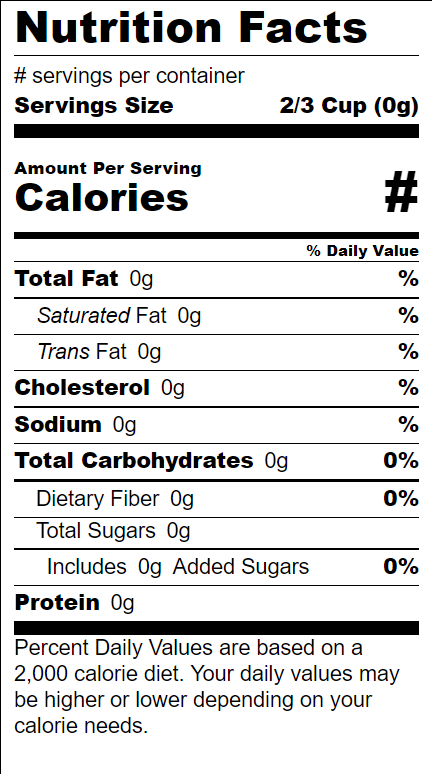 Nutrition Facts
# servings per container
Servings Size 2/3 Cup (0g)
Amount Per Serving
Calories #
% Daily Value
Total Fat 0g %
Saturated Fat 0g %
Trans Fat 0g %
Cholesterol 0g %
Sodium 0g %
Total Carbohydrates 0g 0%
Dietary Fiber 0g 0%
Total Sugars 0g
Includes 0g Added Sugars 0%
Protein 0g
Percent Daily Values are based on a
2,000 calorie diet. Your daily values may
be higher or lower depending on your
calorie needs.